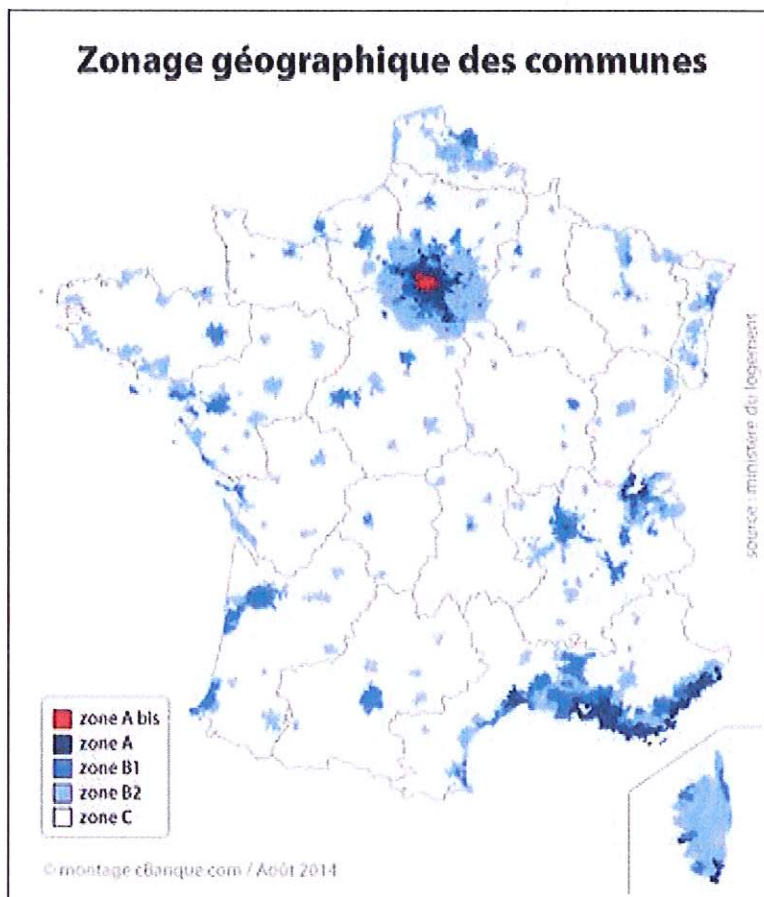 Zonage géographique des communes
source : ministère du logement
zone A bis
zone A
zone B1
zone B2
zone C
© montage cBanque.com / Août 2014